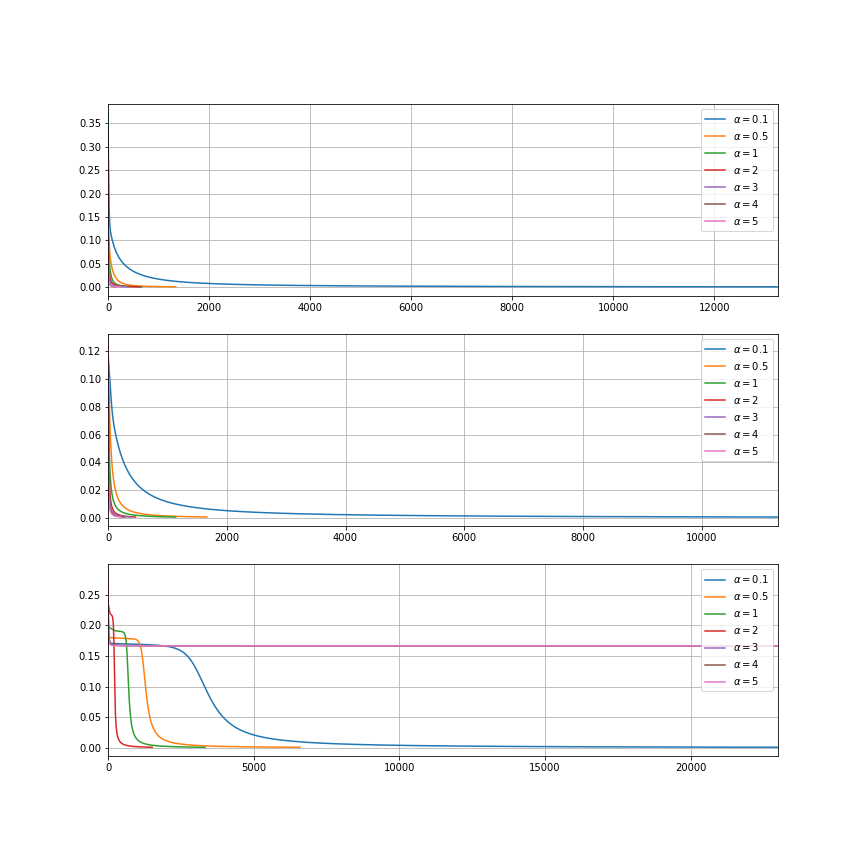 0.35
0.30
0.25
0.20
0.15
0.10
0.05
0.00
0
2000
4000
6000
8000
10000
12000
α = 0.1
α = 0.5
α = 1
α = 2
α = 3
α = 4
α = 5
0.12
0.10
0.08
0.06
0.04
0.02
0.00
0
2000
4000
6000
8000
10000
α = 0.1
α = 0.5
α = 1
α = 2
α = 3
α = 4
α = 5
0.25
0.20
0.15
0.10
0.05
0.00
0
5000
10000
15000
20000
α = 0.1
α = 0.5
α = 1
α = 2
α = 3
α = 4
α = 5